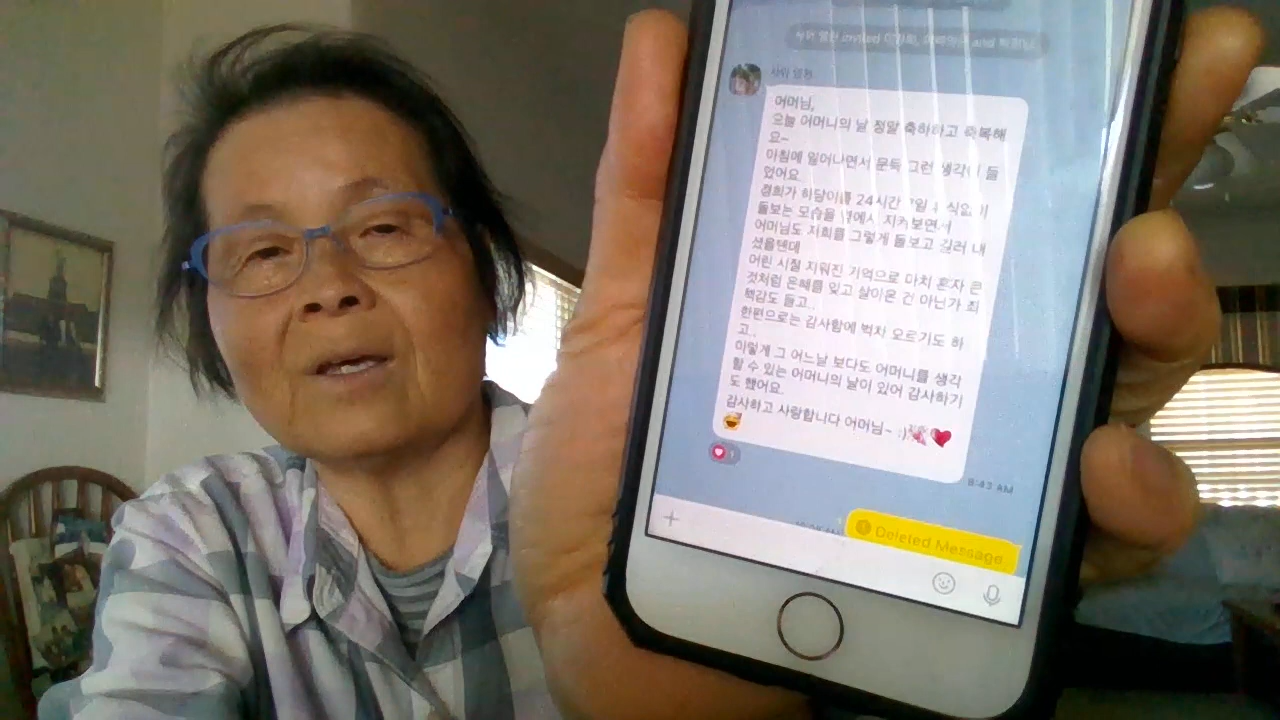 invited
and
어머님,
오늘 어머니의 날 정말 축하하고 축복해
요~
아침에 일어나면서 문득 그런 생각이 들
었어요.
경희가 하담이를 24시간
돌보는 모습을 옆에서 지켜보면서
어머님도 저희를 그렇게 돌보고 길러 내
셨을텐데
어린 시절 지워진 기억으로 마치 혼자 큰
것처럼 은혜를 잊고 살아온 건 아닌가 죄
책감도 들고..
한편으로는 감사함에 벅차 오르기도 하
고..
이렇게 그 어느날 보다도 어머니를 생각
할 수 있는 어머니의 날이 있어 감사하기
도 했어요.
감사하고 사랑합니다 어머님~ :)
8:43 AM
Deleted Message